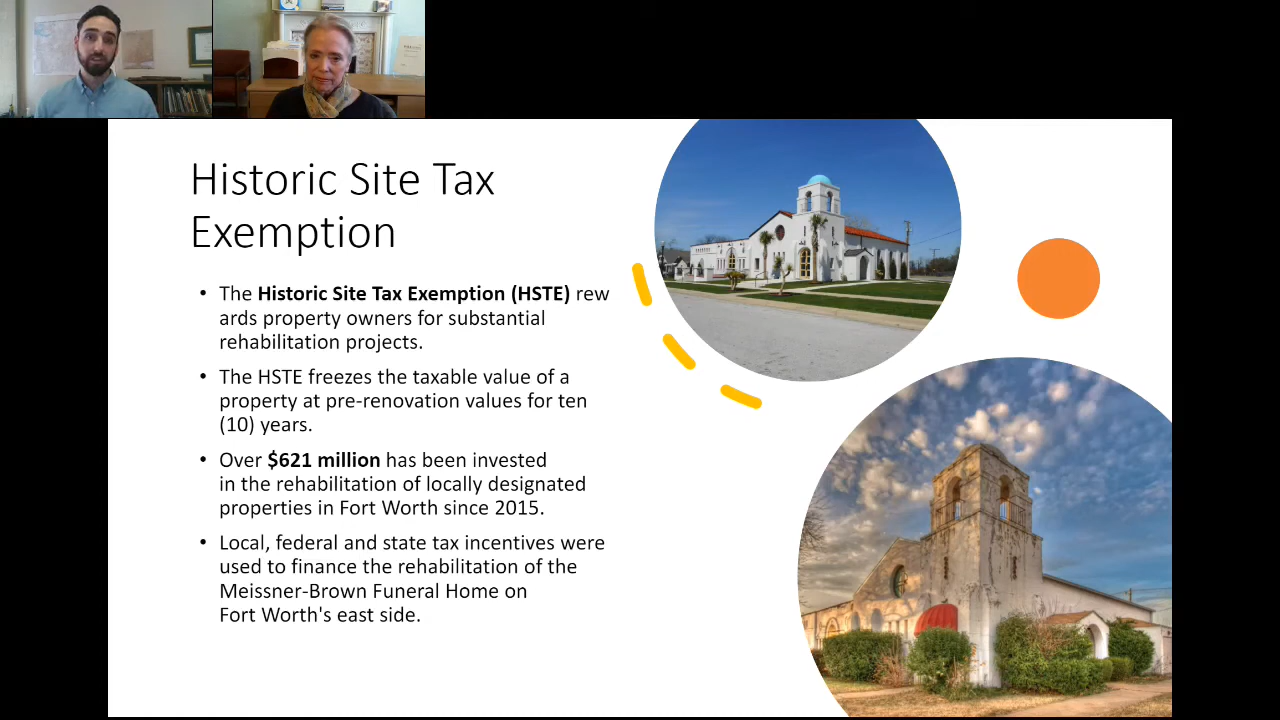 Historic Site Tax
Exemption
• The Historic Site Tax Exemption (HSTE) rew
ards property owners for substantial
rehabilitation projects.
• The HSTE freezes the taxable value of a
property at pre-renovation values for ten
(10) years.
• Over $621 million has been invested
in the rehabilitation of locally designated
properties in Fort Worth since 2015.
• Local, federal and state tax incentives were
used to finance the rehabilitation of the
Meissner-Brown Funeral Home on
Fort Worth's east side.